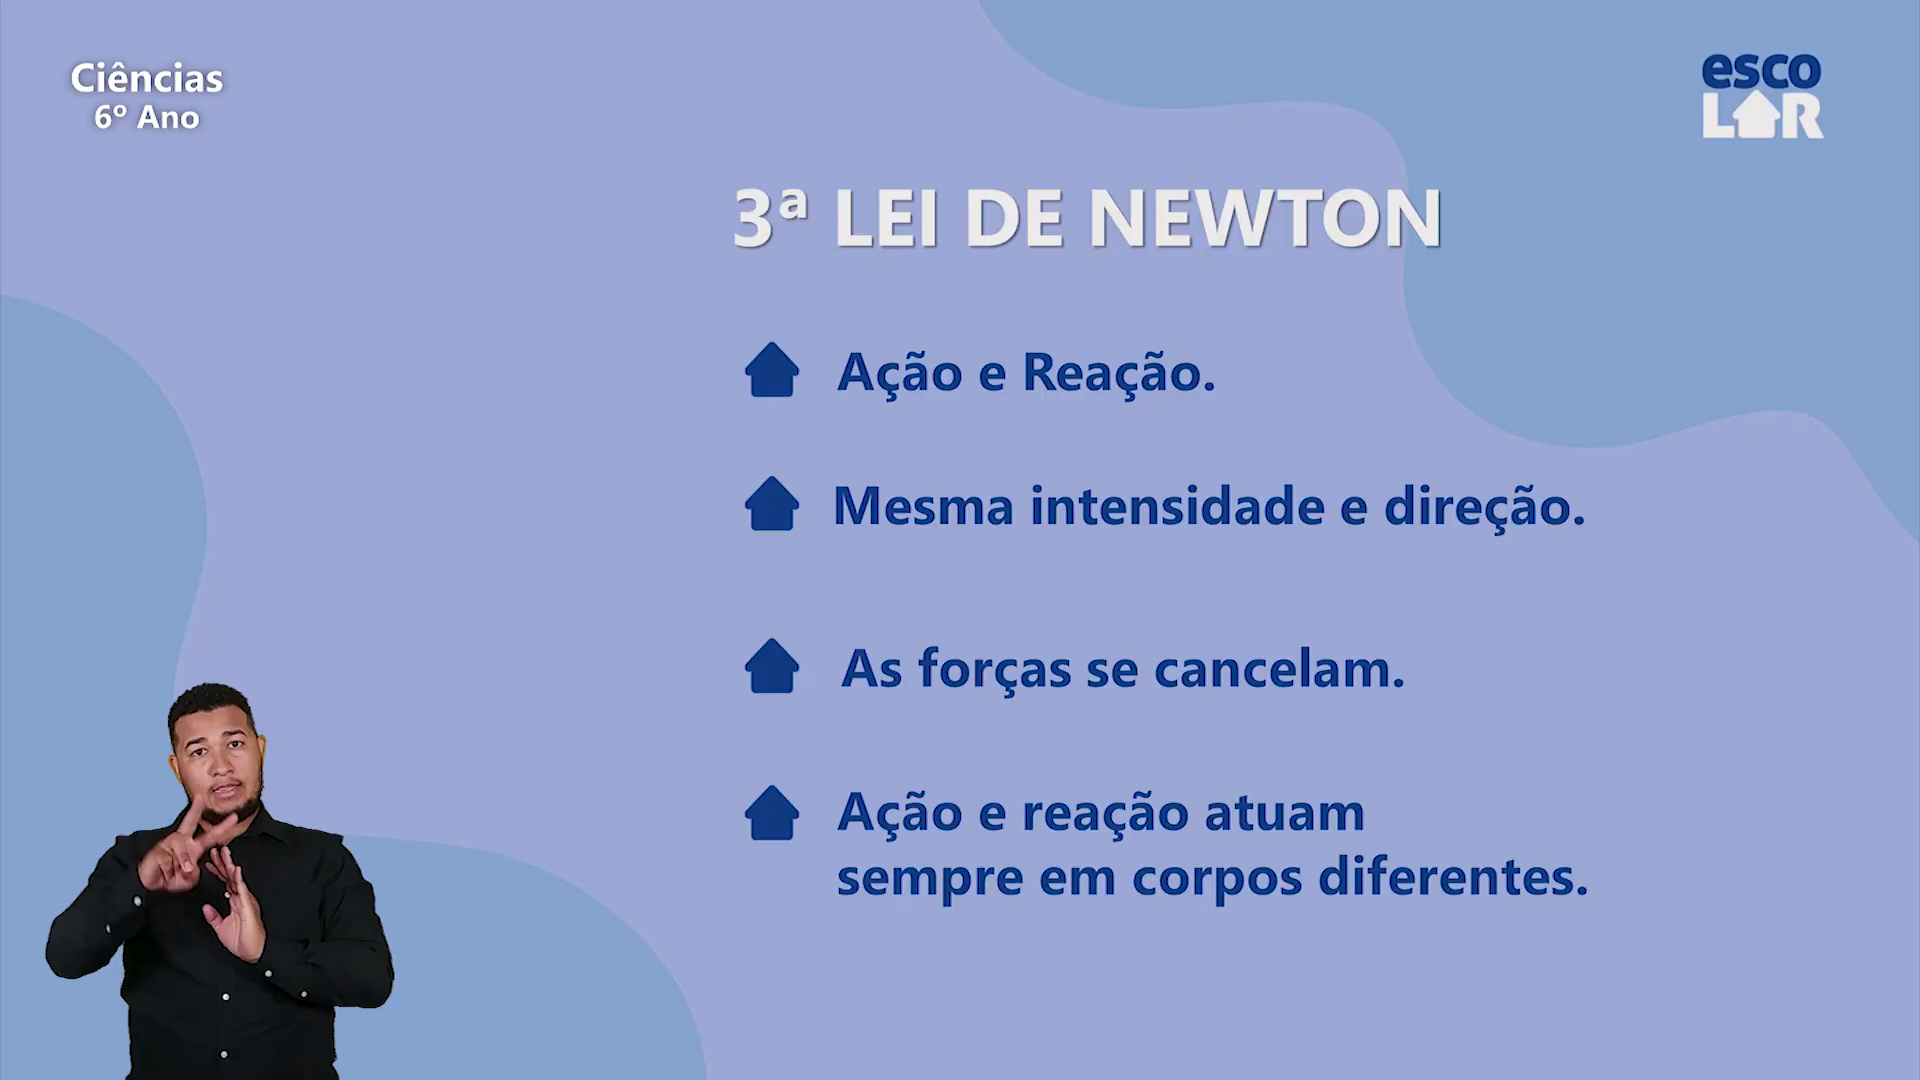 Ciências
6º Ano
esco
LAR
3ª LEI DE NEWTON
Ação e Reação.
Mesma intensidade e direção.
As forças se cancelam.
Ação e reação atuam
sempre em corpos diferentes.